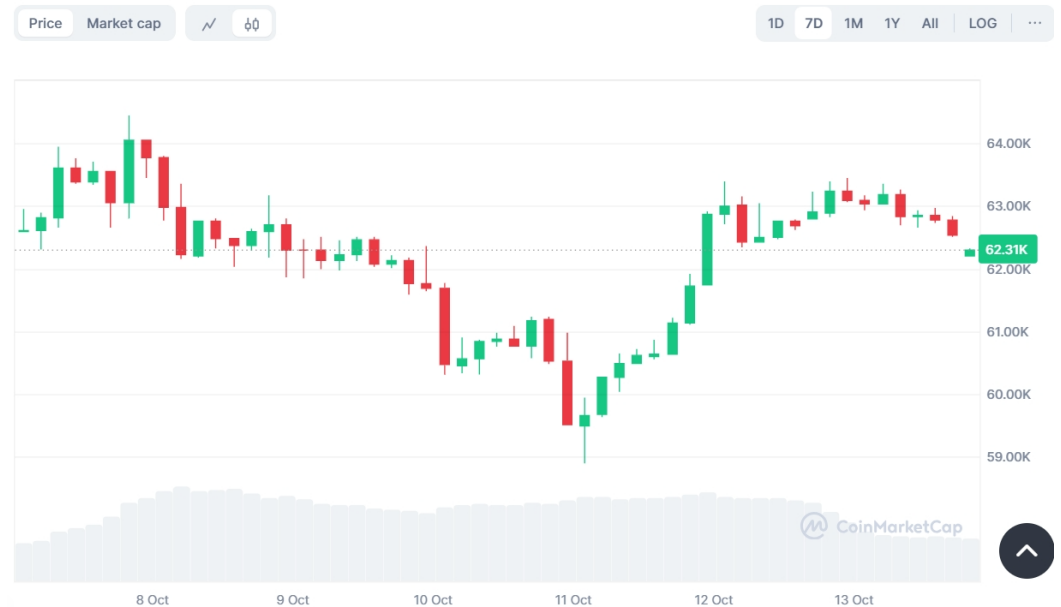 Price Market cap 1D 7D 1M 1Y All LOG ...
64.00K
63.00K
62.31K
62.00K
61.00K
60.00K
59.00K
CoinMarketCap
8 Oct 9 Oct 10 Oct 11 Oct 12 Oct 13 Oct